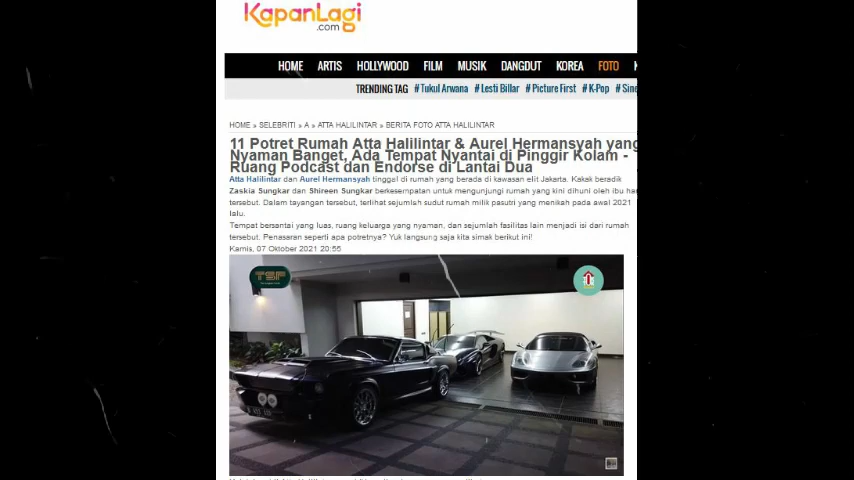 KapanLagi
.com
HOME ARTIS HOLLYWOOD FILM MUSIK DANGDUT KOREA FOTO
TRENDING TAG # Tukul Arwana # Lesti Billar # Picture First # K-Pop # Sine
HOME » SELEBRITI » A » ATTA HALILINTAR » BERITA FOTO ATTA HALILINTAR
11 Potret Rumah Atta Halilintar & Aurel Hermansyah yang
Nyaman Banget, Ada Tempat Nyantai di Pinggir Kolam -
Ruang Podcast dan Endorse di Lantai Dua
Atta Halilintar dan Aurel Hermansyah tinggal di rumah yang berada di kawasan elit Jakarta. Kakak beradik
Zaskia Sungkar dan Shireen Sungkar berkesempatan untuk mengunjungi rumah yang kini dihuni oleh ibu ham
tersebut. Dalam tayangan tersebut, terlihat sejumlah sudut rumah milik pasutri yang menikah pada awal 2021
lalu.
Tempat bersantai yang luas, ruang keluarga yang nyaman, dan sejumlah fasilitas lain menjadi isi dari rumah
tersebut. Penasaran seperti apa potretnya? Yuk langsung saja kita simak berikut ini!
Kamis, 07 Oktober 2021 20:55